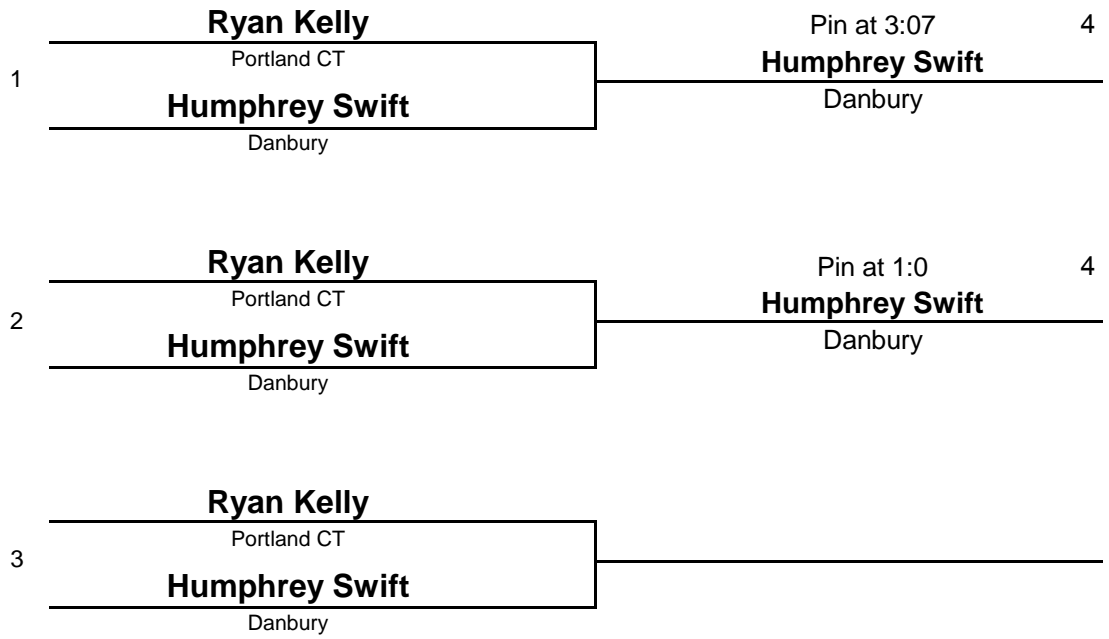 Ryan Kelly
Pin at 3:07 4
Portland CT
Humphrey Swift
1
Humphrey Swift
Danbury
Danbury
Ryan Kelly
Pin at 1:0 4
Portland CT
Humphrey Swift
2
Humphrey Swift
Danbury
Danbury
Ryan Kelly
Portland CT
3
Humphrey Swift
Danbury